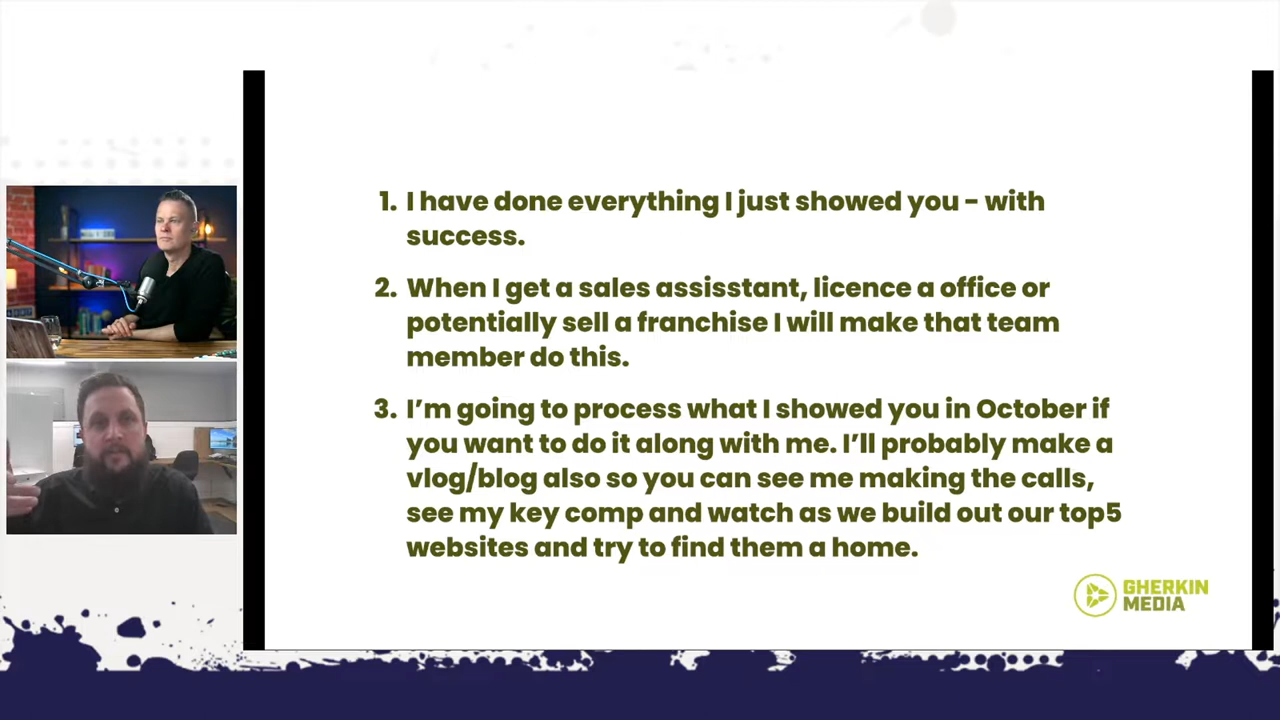 1. I have done everything I just showed you - with
success.
2. When I get a sales assisstant, licence a office or
potentially sell a franchise I will make that team
member do this.
3. I'm going to process what I showed you in October if
you want to do it along with me. I'll probably make a
vlog/blog also so you can see me making the calls,
see my key comp and watch as we build out our top5
websites and try to find them a home.
GHERKIN
MEDIA